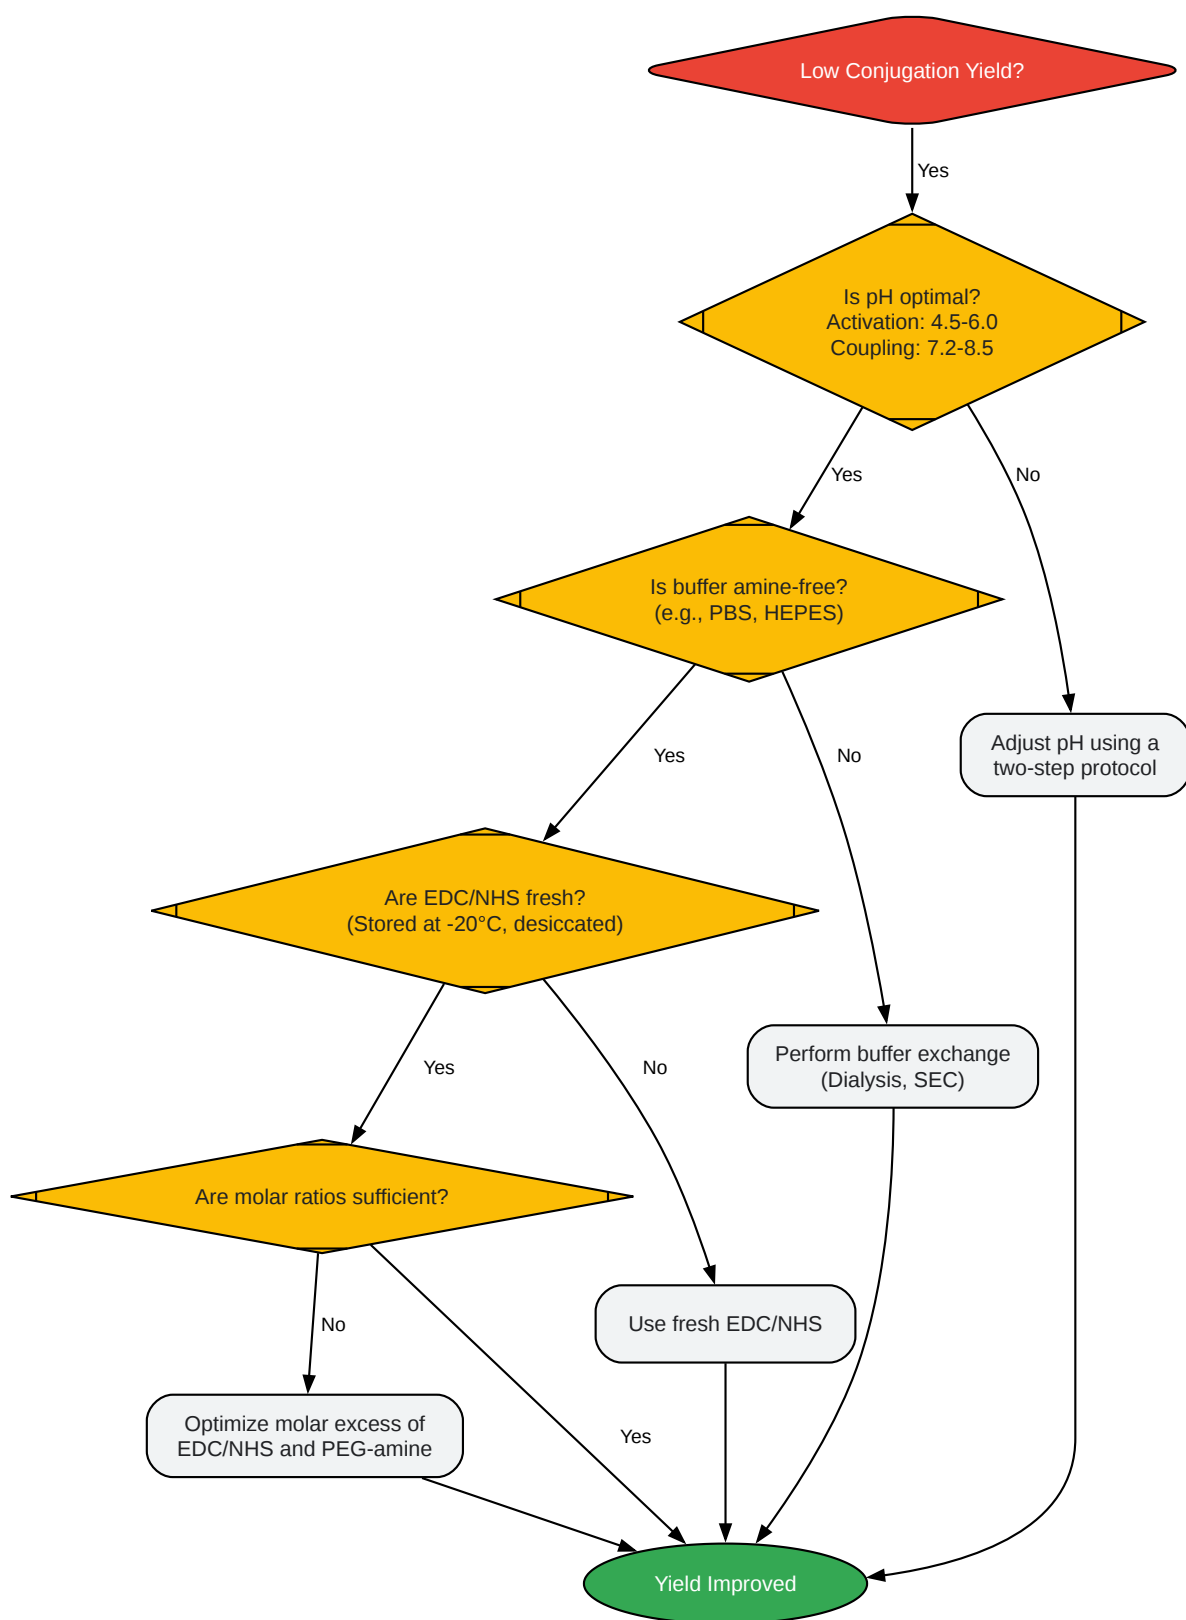 Low Conjugation Yield?
Yes
Is pH optimal?
Activation: 4.5-6.0
Coupling: 7.2-8.5
Yes
No
Is buffer amine-free?
(e.g., PBS, HEPES)
Yes
No
Adjust pH using a
two-step protocol
Are EDC/NHS fresh?
(Stored at -20°C, desiccated)
Yes
No
Perform buffer exchange
(Dialysis, SEC)
Are molar ratios sufficient?
No
Yes
Use fresh EDC/NHS
Optimize molar excess of
EDC/NHS and PEG-amine
Yield Improved